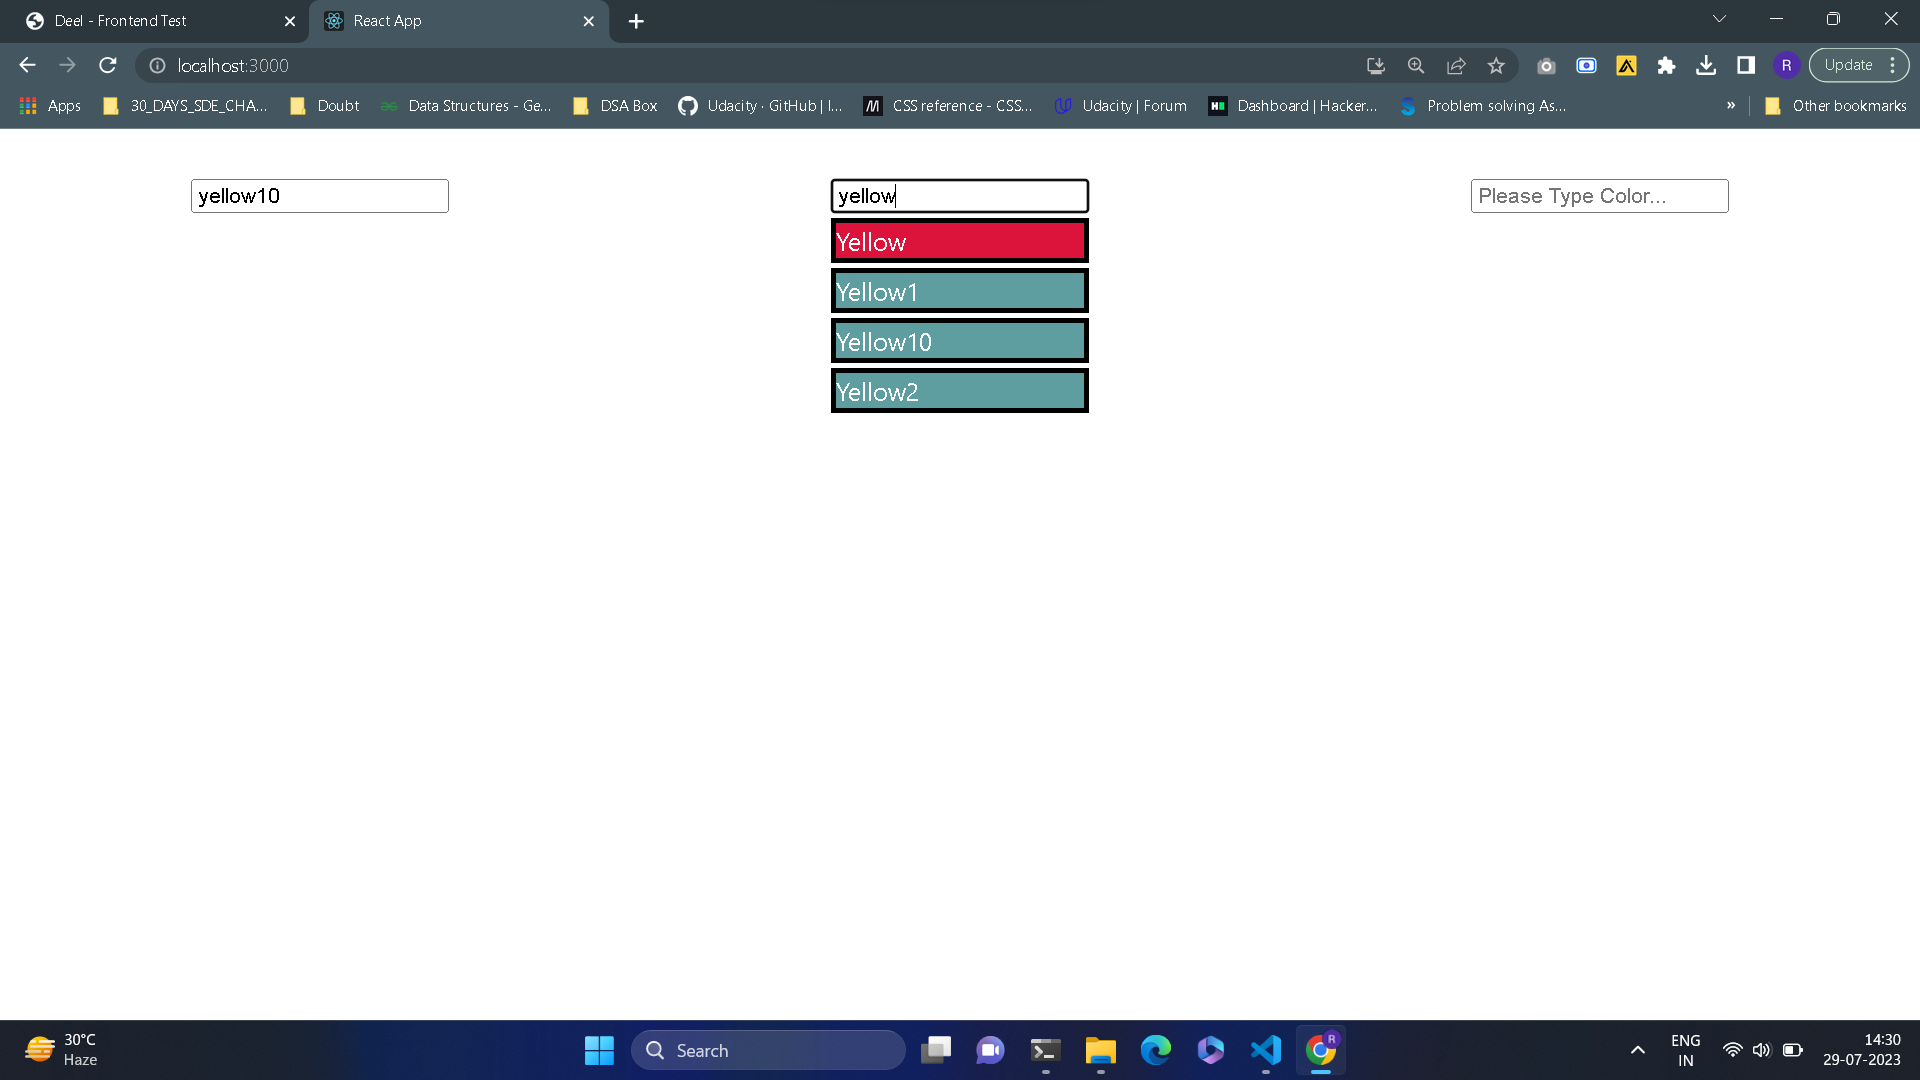 Deel - Frontend Test
React App
localhost:3000
R
Update
Apps
30_DAYS_SDE_CHA...
Doubt
Data Structures - Ge...
DSA Box
Udacity · GitHub | I...
CSS reference - CSS...
Udacity | Forum
Dashboard | Hacker...
Problem solving As...
»
Other bookmarks
yellow10
yellow
Please Type Color...
Yellow
Yellow1
Yellow10
Yellow2
30°C
Haze
Search
R
ENG
IN
14:30
29-07-2023